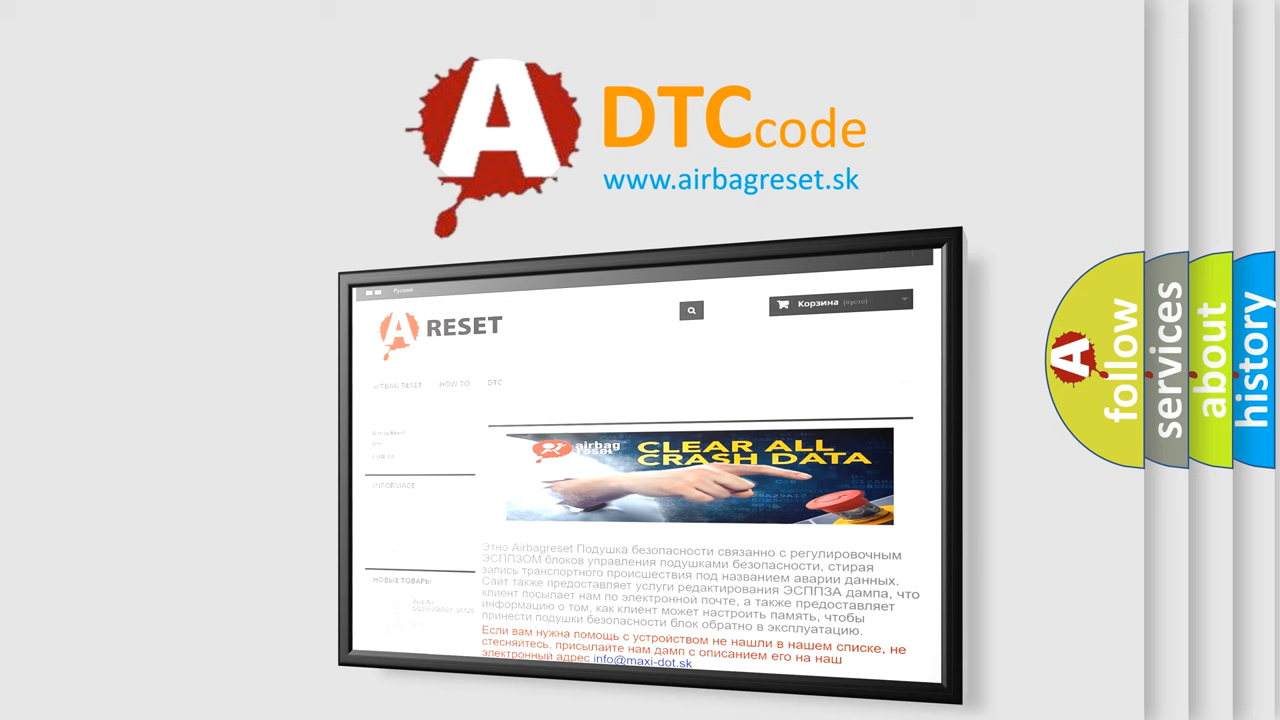 A
DTCcode
www.airbagreset.sk
Русский
A RESET
Корзина (пусто)
AIRBAG RESET HOW TO DTC
INFORMACE
НОВЫЕ ТОВАРЫ
airbag
reset
CLEAR ALL
CRASH DATA
Этно Airbagreset Подушка безопасности связанно с регулировочным
ЭСППЗОМ блоков управления подушками безопасности, стирая
запись транспортного происшествия под названием аварии данных.
Сайт также предоставляет услуги редактирования ЭСППЗА дампа, что
клиент посылает нам по электронной почте, а также предоставляет
информацию о том, как клиент может настроить память, чтобы
принести подушки безопасности блок обратно в эксплуатацию.
Если вам нужна помощь с устройством не нашли в нашем списке, не
стесняйтесь, присылайте нам дамп с описанием его на наш
электронный адрес info@maxi-dot.sk
A
follow
services
about
history